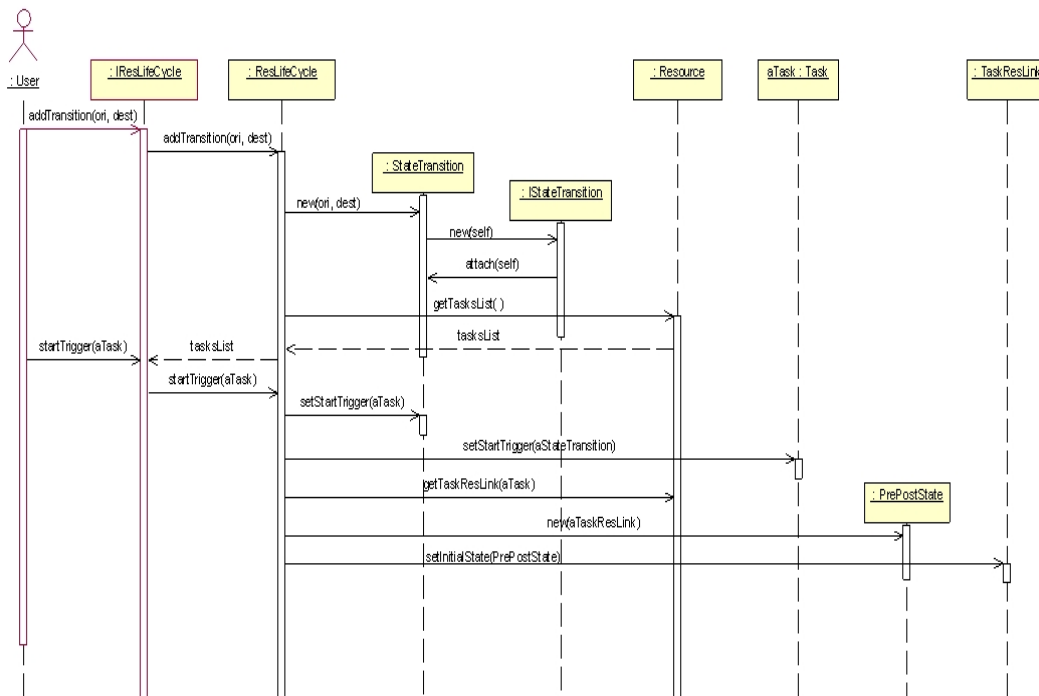 : User
: IResLifeCycle
: ResLifeCycle
: Resource
aTask : Task
: TaskResLink
addTransition(ori, dest)
addTransition(ori, dest)
: StateTransition
: IStateTransition
new(ori, dest)
new(self)
attach(self)
getTasksList( )
tasksList
startTrigger(aTask)
tasksList
startTrigger(aTask)
setStartTrigger(aTask)
setStartTrigger(aStateTransition)
getTaskResLink(aTask)
: PrePostState
new(aTaskResLink)
setInitialState(PrePostState)